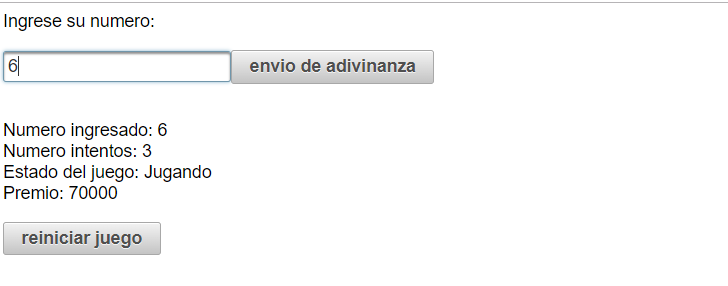 Ingrese su numero:
6 envio de adivinanza
Numero ingresado: 6
Numero intentos: 3
Estado del juego: Jugando
Premio: 70000
reiniciar juego